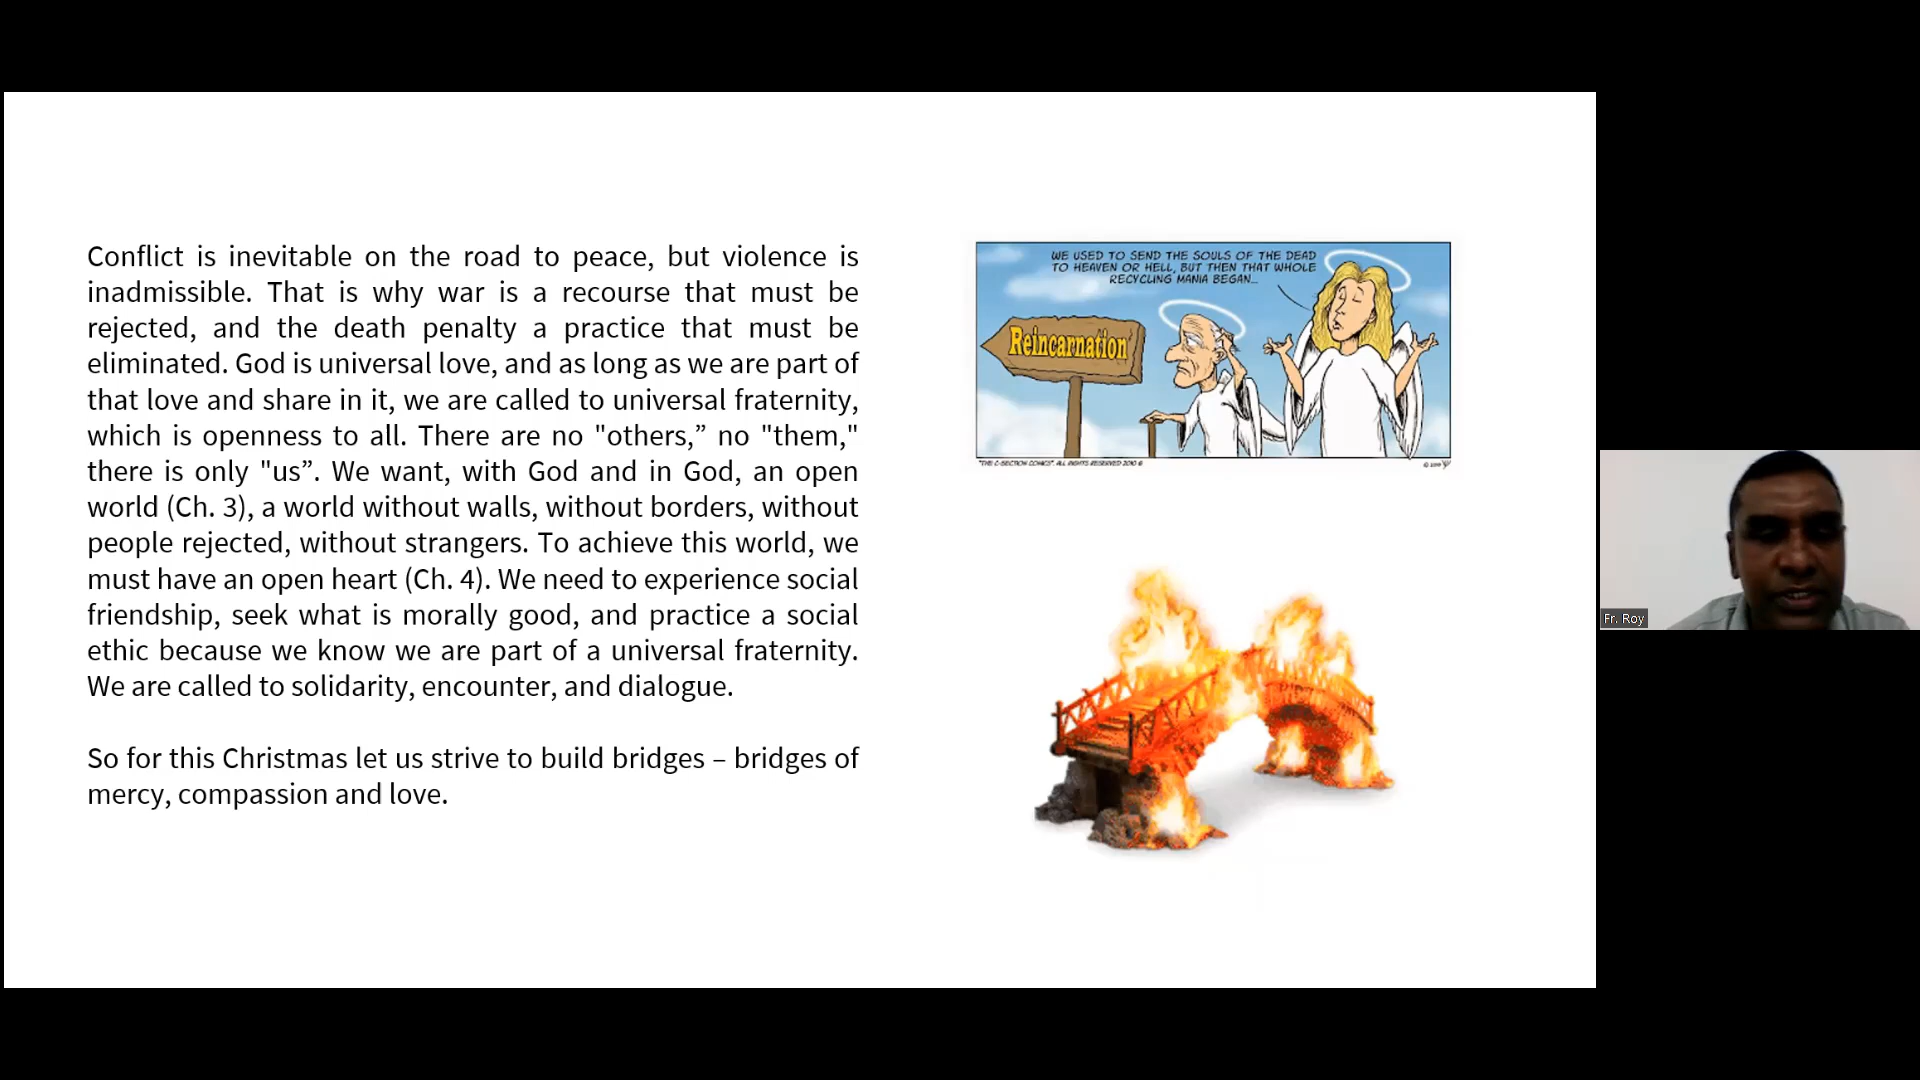 Conflict is inevitable on the road to peace, but violence is
inadmissible. That is why war is a recourse that must be
rejected, and the death penalty a practice that must be
eliminated. God is universal love, and as long as we are part of
that love and share in it, we are called to universal fraternity,
which is openness to all. There are no "others,” no "them,"
there is only "us”. We want, with God and in God, an open
world (Ch. 3), a world without walls, without borders, without
people rejected, without strangers. To achieve this world, we
must have an open heart (Ch. 4). We need to experience social
friendship, seek what is morally good, and practice a social
ethic because we know we are part of a universal fraternity.
We are called to solidarity, encounter, and dialogue.
So for this Christmas let us strive to build bridges – bridges of
mercy, compassion and love.
WE USED TO SEND THE SOULS OF THE DEAD
TO HEAVEN OR HELL, BUT THEN THAT WHOLE
RECYCLING MANIA BEGAN...
Reincarnation
"THE C-SECTION COMICS". ALL RIGHTS RESERVED 2010 ©
Fr. Roy